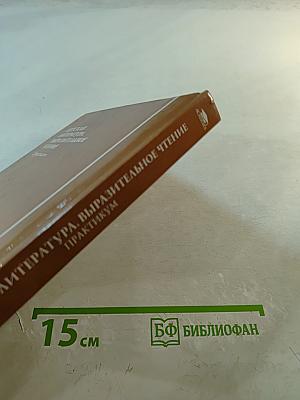 ЛИТЕРАТУРА. ВЫРАЗИТЕЛЬНОЕ ЧТЕНИЕ
ПРАКТИКУМ
15 см
БФ БИБЛИОФАН